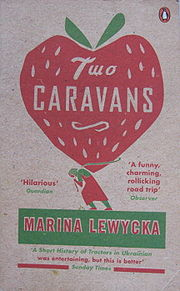 Two
CARAVANS
'Hilarious'
Guardian
'A funny,
charming,
rollicking
road trip'
Observer
MARINA LEWYCKA
'A Short History of Tractors in Ukrainian
was entertaining, but this is better'
Sunday Times